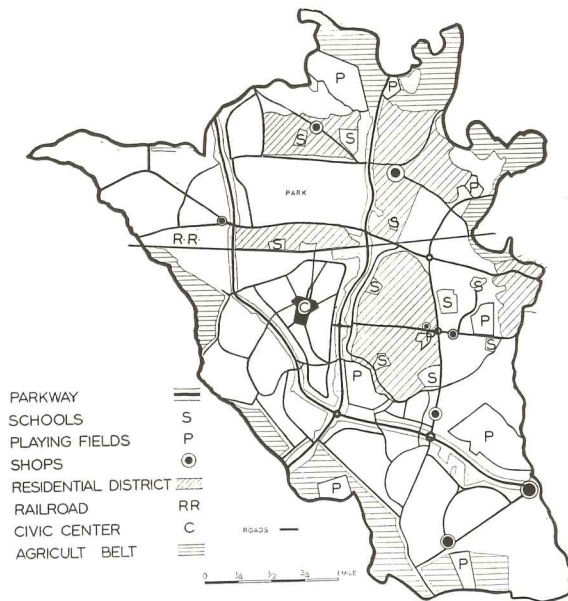 P
P
S
S
PARK
P
S
R·R·
S
C
S
S
S
P
P
S
S
P
S
P
PARKWAY
SCHOOLS S
PLAYING FIELDS P
SHOPS
RESIDENTIAL DISTRICT
RAILROAD RR
CIVIC CENTER C
AGRICULT BELT
ROADS
P
P
0 1/4 1/2 3/4 1 MILE